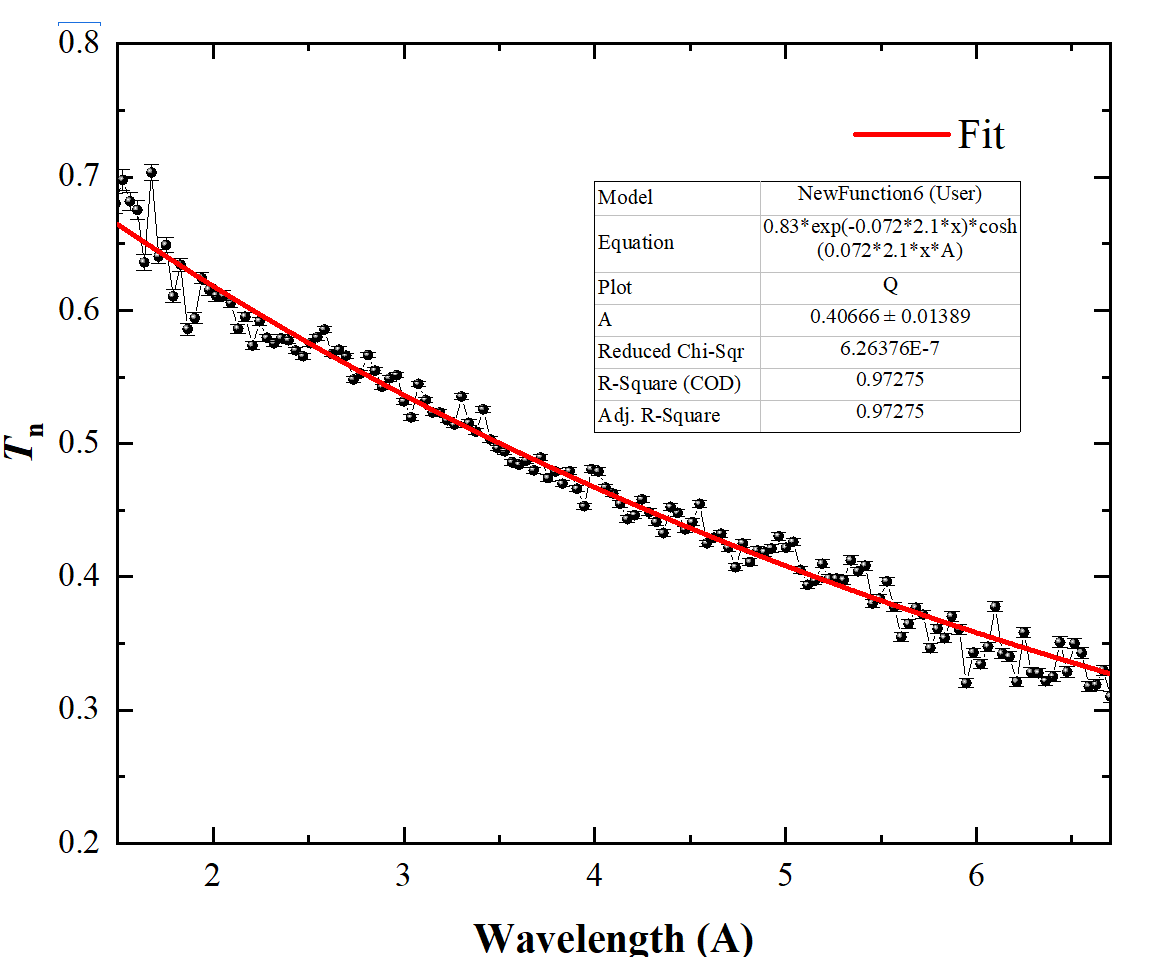 0.8
0.7
0.6
0.5
0.4
0.3
0.2
Tn
Fit
Model NewFunction6 (User)
Equation 0.83*exp(-0.072*2.1*x)*cosh
(0.072*2.1*x*A)
Plot Q
A 0.40666 ± 0.01389
Reduced Chi-Sqr 6.26376E-7
R-Square (COD) 0.97275
Adj. R-Square 0.97275
2 3 4 5 6
Wavelength (A)